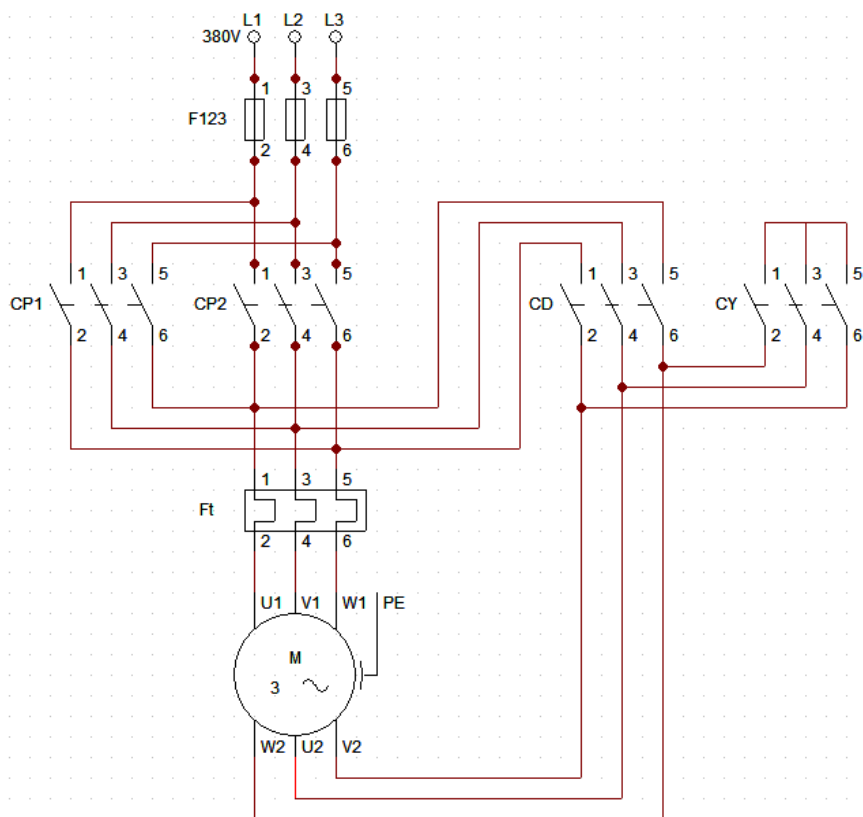 L1 L2 L3
380V
1 3 5
F123
2 4 6
1 3 5 1 3 5 1 3 5 1 3 5
CP1 CP2 CD CY
2 4 6 2 4 6 2 4 6 2 4 6
1 3 5
Ft
2 4 6
U1 V1 W1 PE
M
3
W2 U2 V2